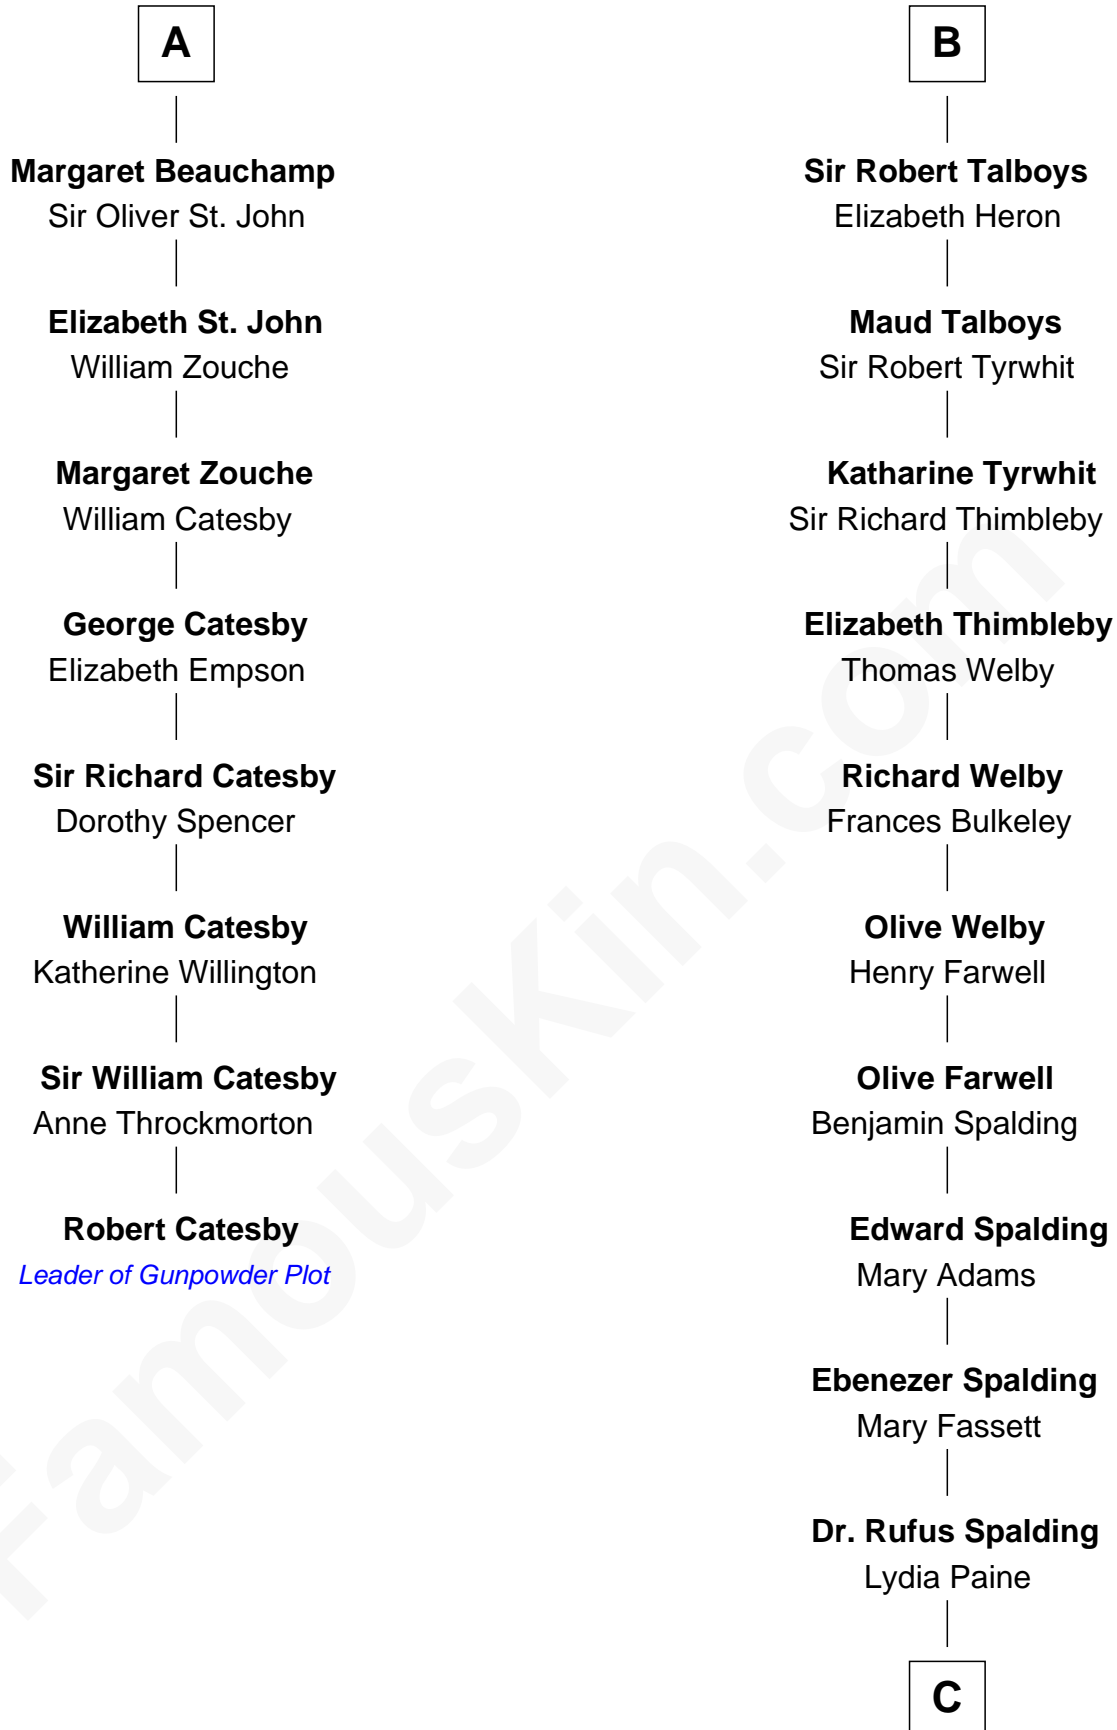 A
Margaret Beauchamp
Sir Oliver St. John
Elizabeth St. John
William Zouche
Margaret Zouche
William Catesby
George Catesby
Elizabeth Empson
Sir Richard Catesby
Dorothy Spencer
William Catesby
Katherine Willington
Sir William Catesby
Anne Throckmorton
Robert Catesby
Leader of Gunpowder Plot
B
Sir Robert Talboys
Elizabeth Heron
Maud Talboys
Sir Robert Tyrwhit
Katharine Tyrwhit
Sir Richard Thimbleby
Elizabeth Thimbleby
Thomas Welby
Richard Welby
Frances Bulkeley
Olive Welby
Henry Farwell
Olive Farwell
Benjamin Spalding
Edward Spalding
Mary Adams
Ebenezer Spalding
Mary Fassett
Dr. Rufus Spalding
Lydia Paine
C
FamousKin.com